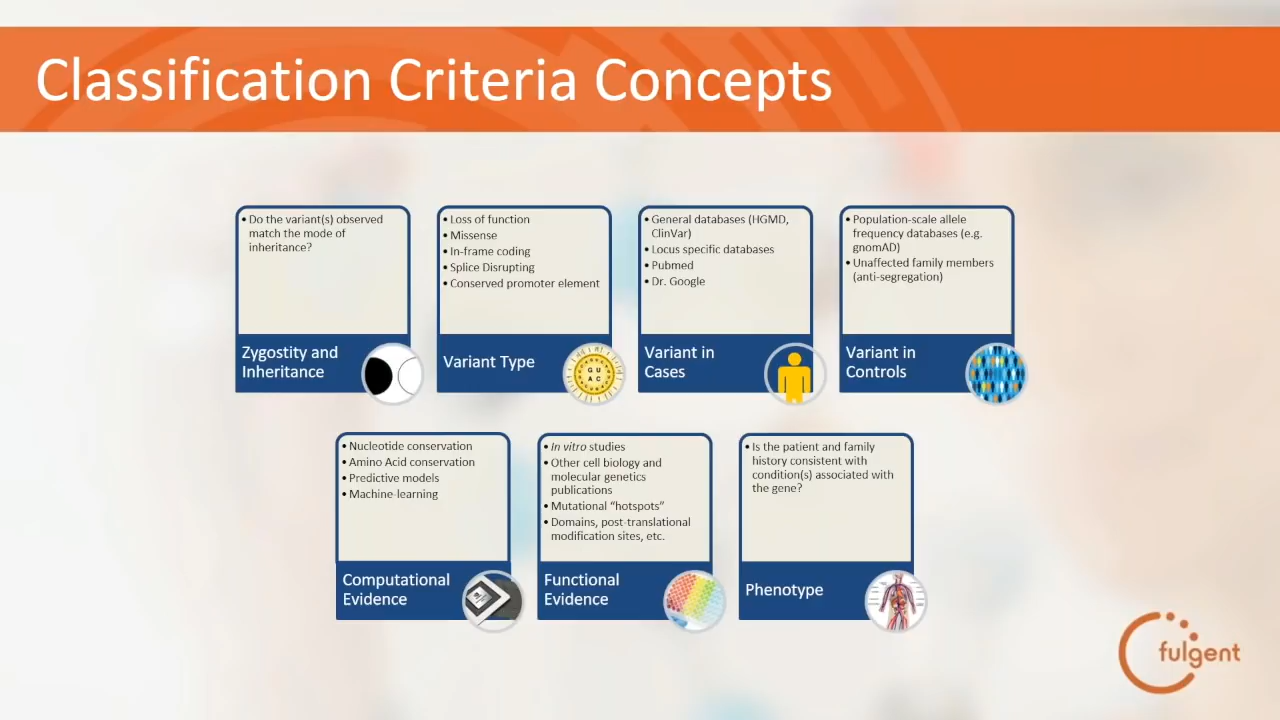 Classification Criteria Concepts
• Do the variant(s) observed
match the mode of
inheritance?
Zygostity and
Inheritance
• Loss of function
• Missense
• In-frame coding
• Splice Disrupting
• Conserved promoter element
Variant Type
G U
A C
• General databases (HGMD,
ClinVar)
• Locus specific databases
• Pubmed
• Dr. Google
Variant in
Cases
• Population-scale allele
frequency databases (e.g.
gnomAD)
• Unaffected family members
(anti-segregation)
Variant in
Controls
• Nucleotide conservation
• Amino Acid conservation
• Predictive models
• Machine-learning
Computational
Evidence
• In vitro studies
• Other cell biology and
molecular genetics
publications
• Mutational “hotspots”
• Domains, post-translational
modification sites, etc.
Functional
Evidence
• Is the patient and family
history consistent with
condition(s) associated with
the gene?
Phenotype
fulgent